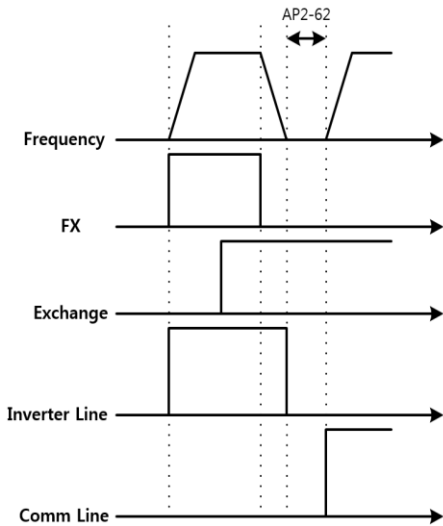 AP2-62
Frequency
FX
Exchange
Inverter Line
Comm Line